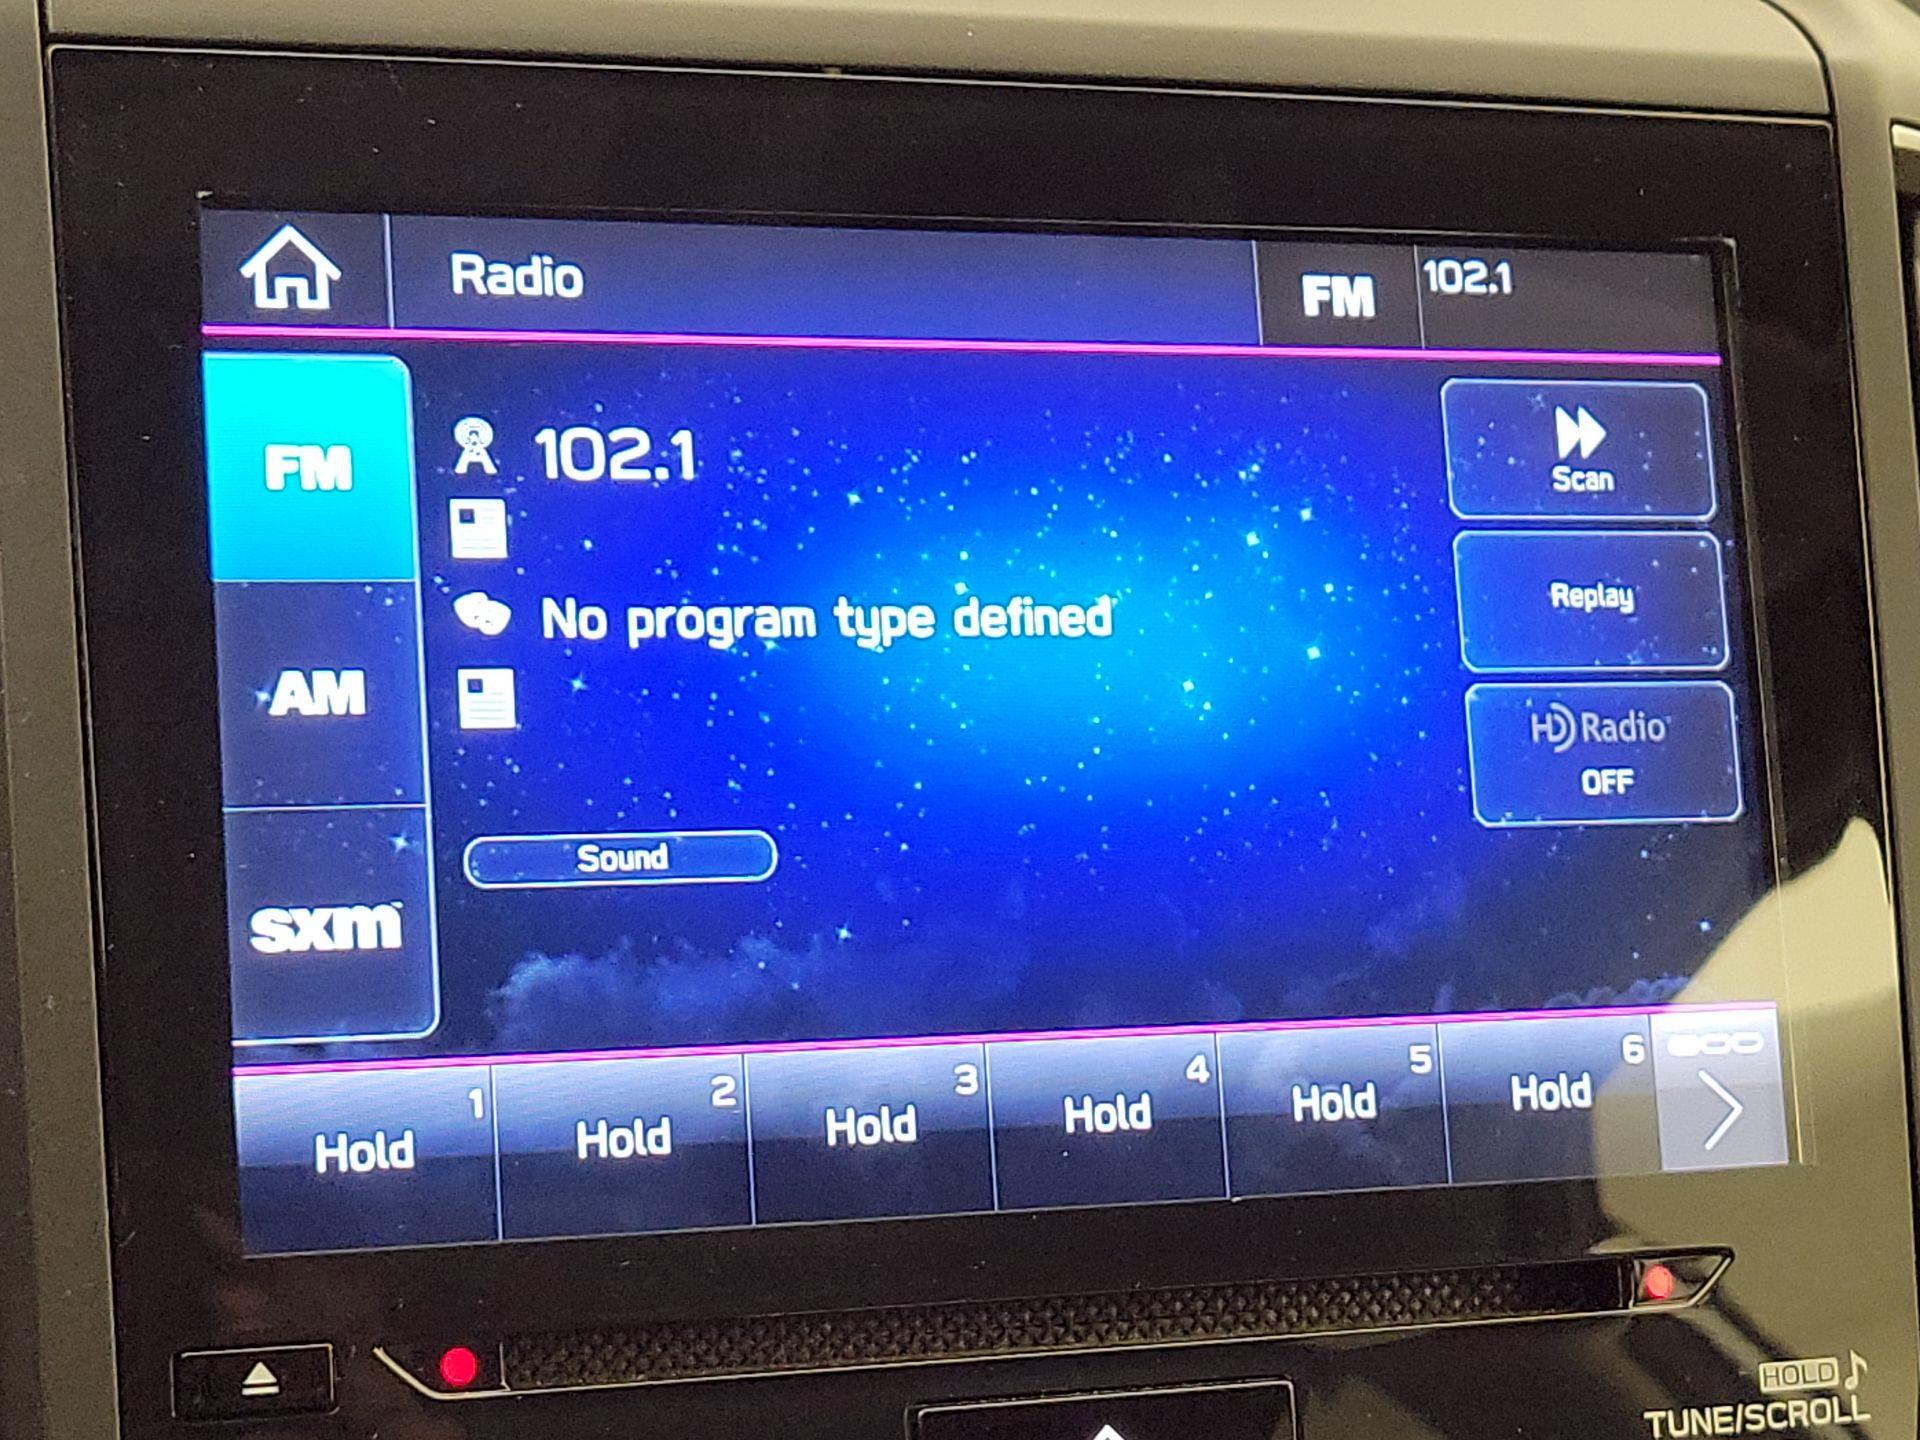 Radio
FM
102.1
FM
102.1
Scan
No program type defined
Replay
AM
HD Radio
OFF
Sound
sxm
1
Hold
2
Hold
3
Hold
4
Hold
5
Hold
6
Hold
HOLD
TUNE/SCROLL